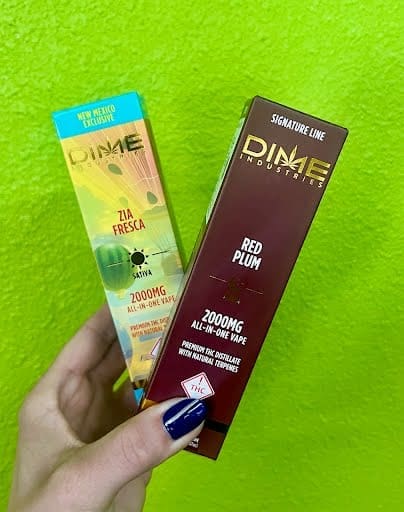 NEW MEXICO
EXCLUSIVE
DIME
INDUSTRIES
ZIA
FRESCA
SATIVA
2000MG
ALL-IN-ONE VAPE
PREMIUM THC DISTILLATE
WITH NATURAL
SIGNATURE LINE
DIME
INDUSTRIES
RED
PLUM
2000MG
ALL-IN-ONE VAPE
PREMIUM THC DISTILLATE
WITH NATURAL TERPENES
!
THC